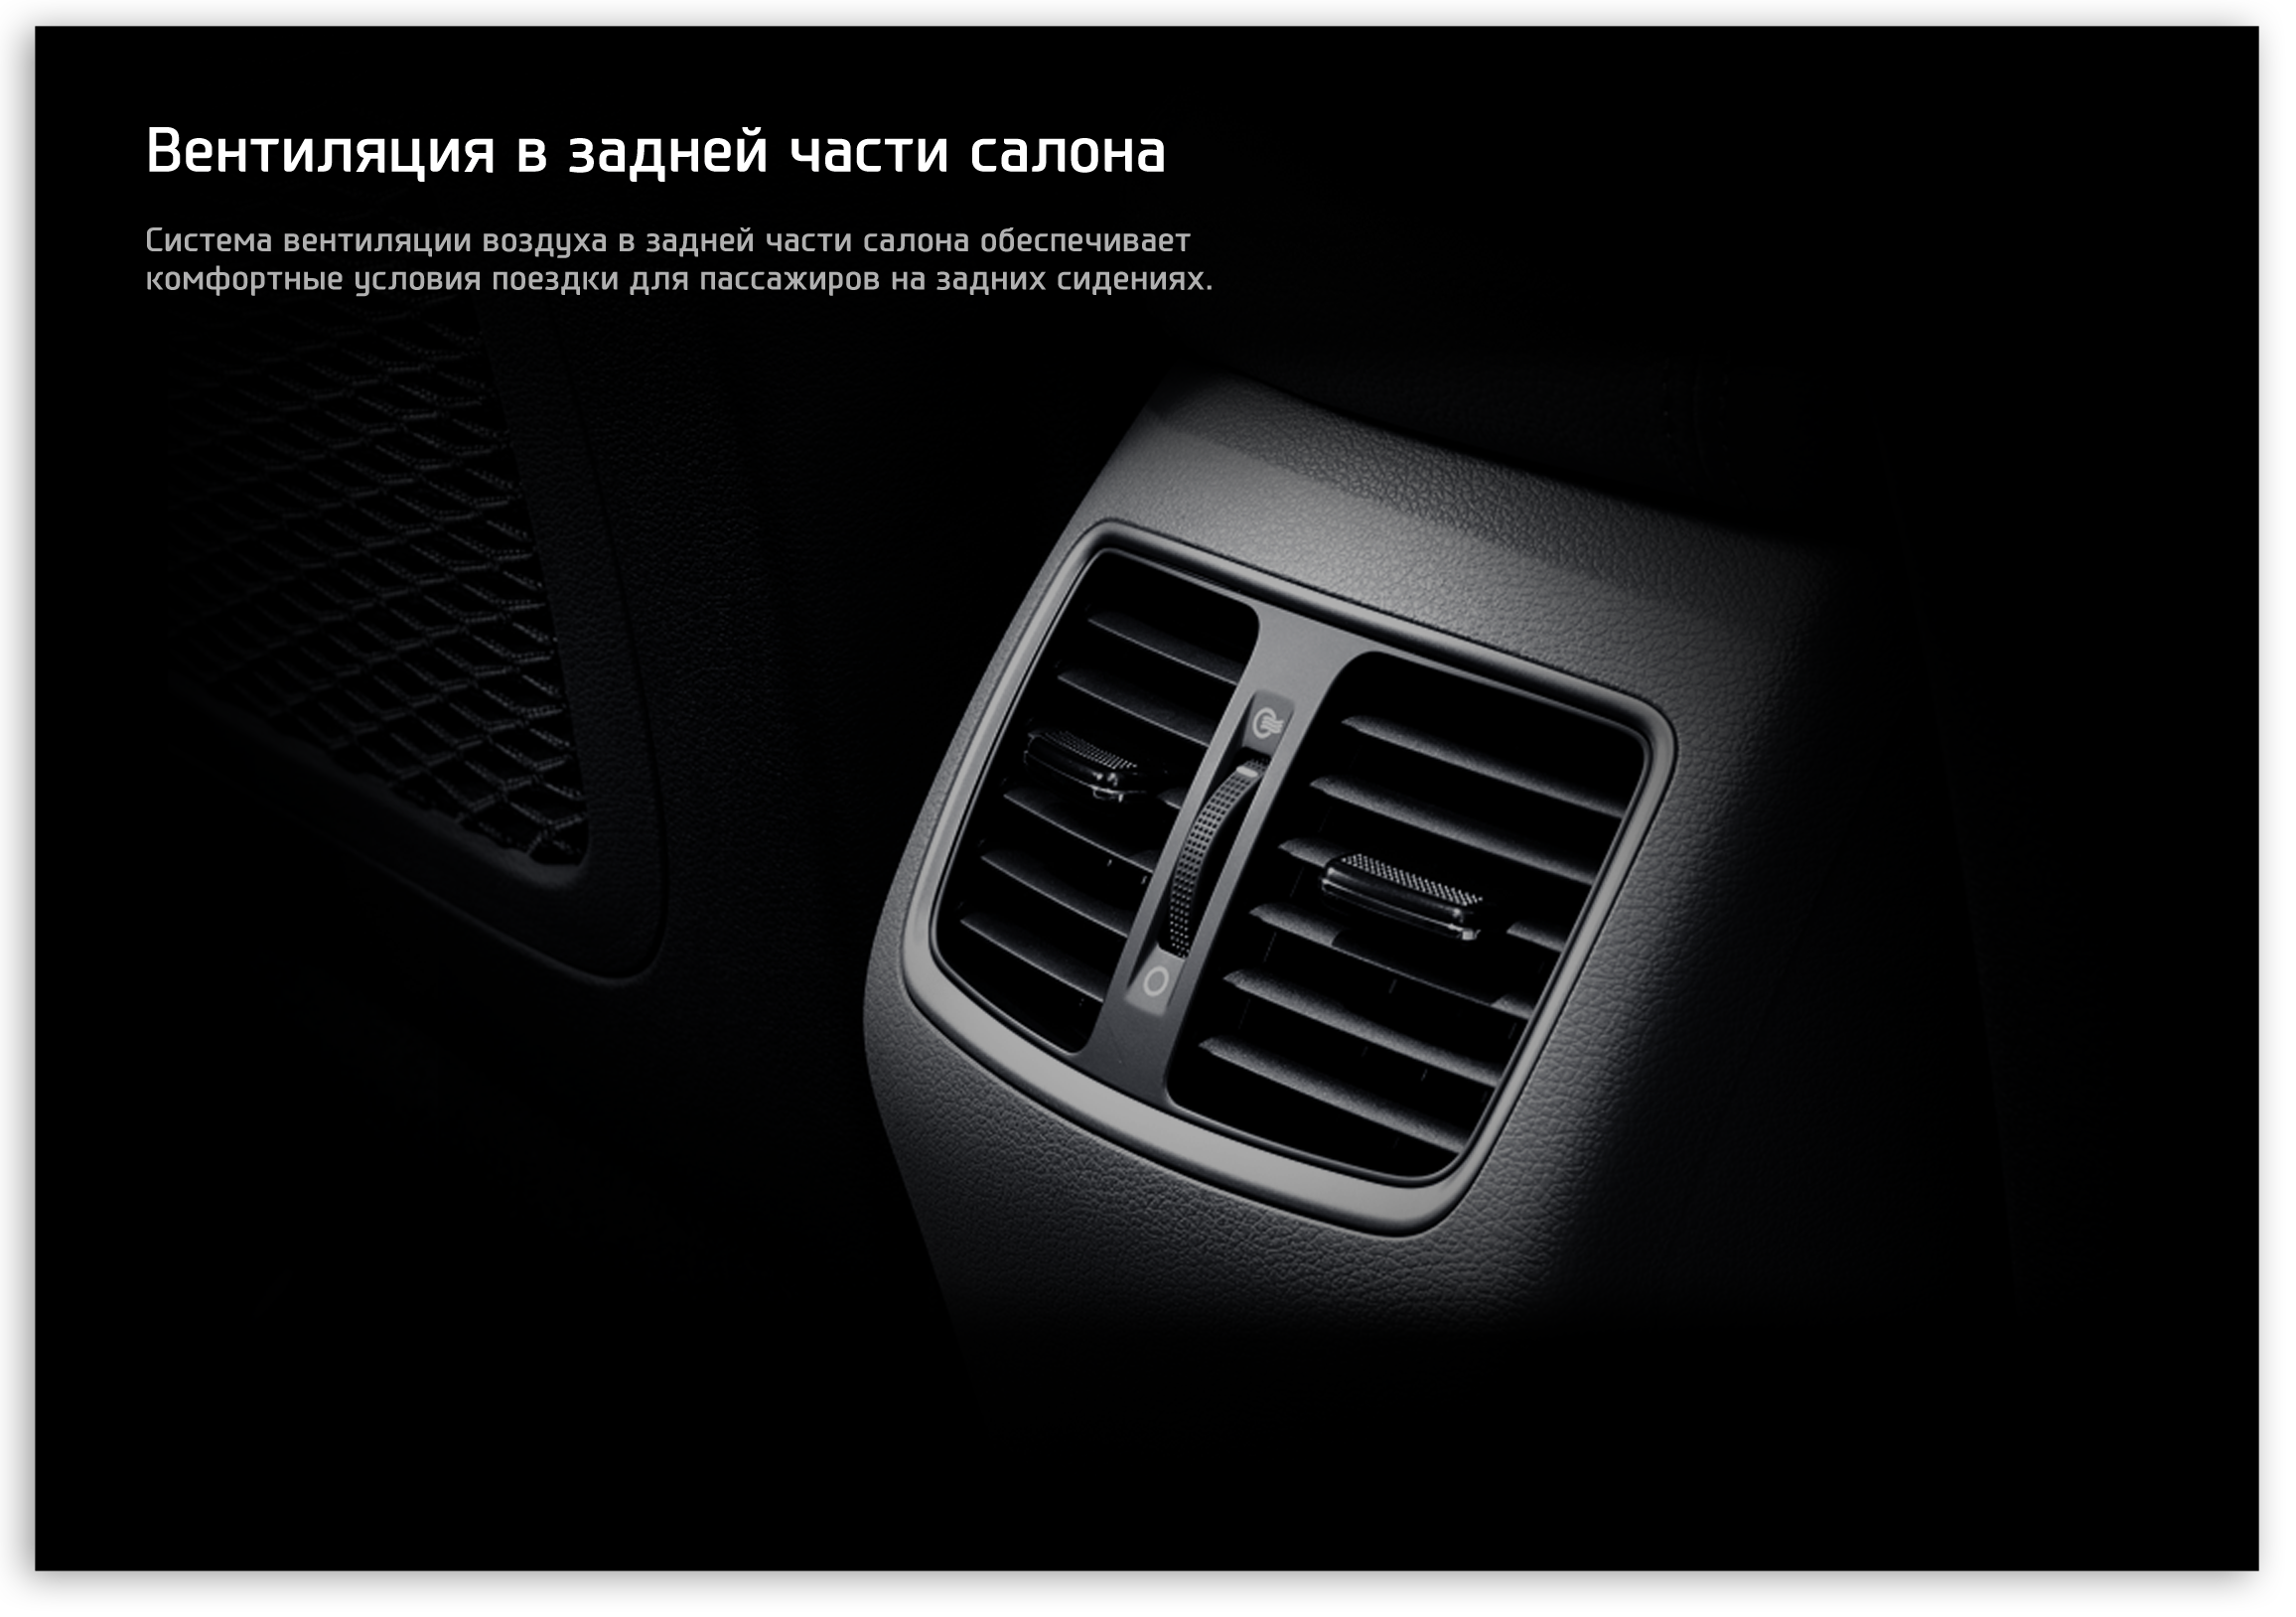 Вентиляция в задней части салона
Система вентиляции воздуха в задней части салона обеспечивает
комфортные условия поездки для пассажиров на задних сидениях.